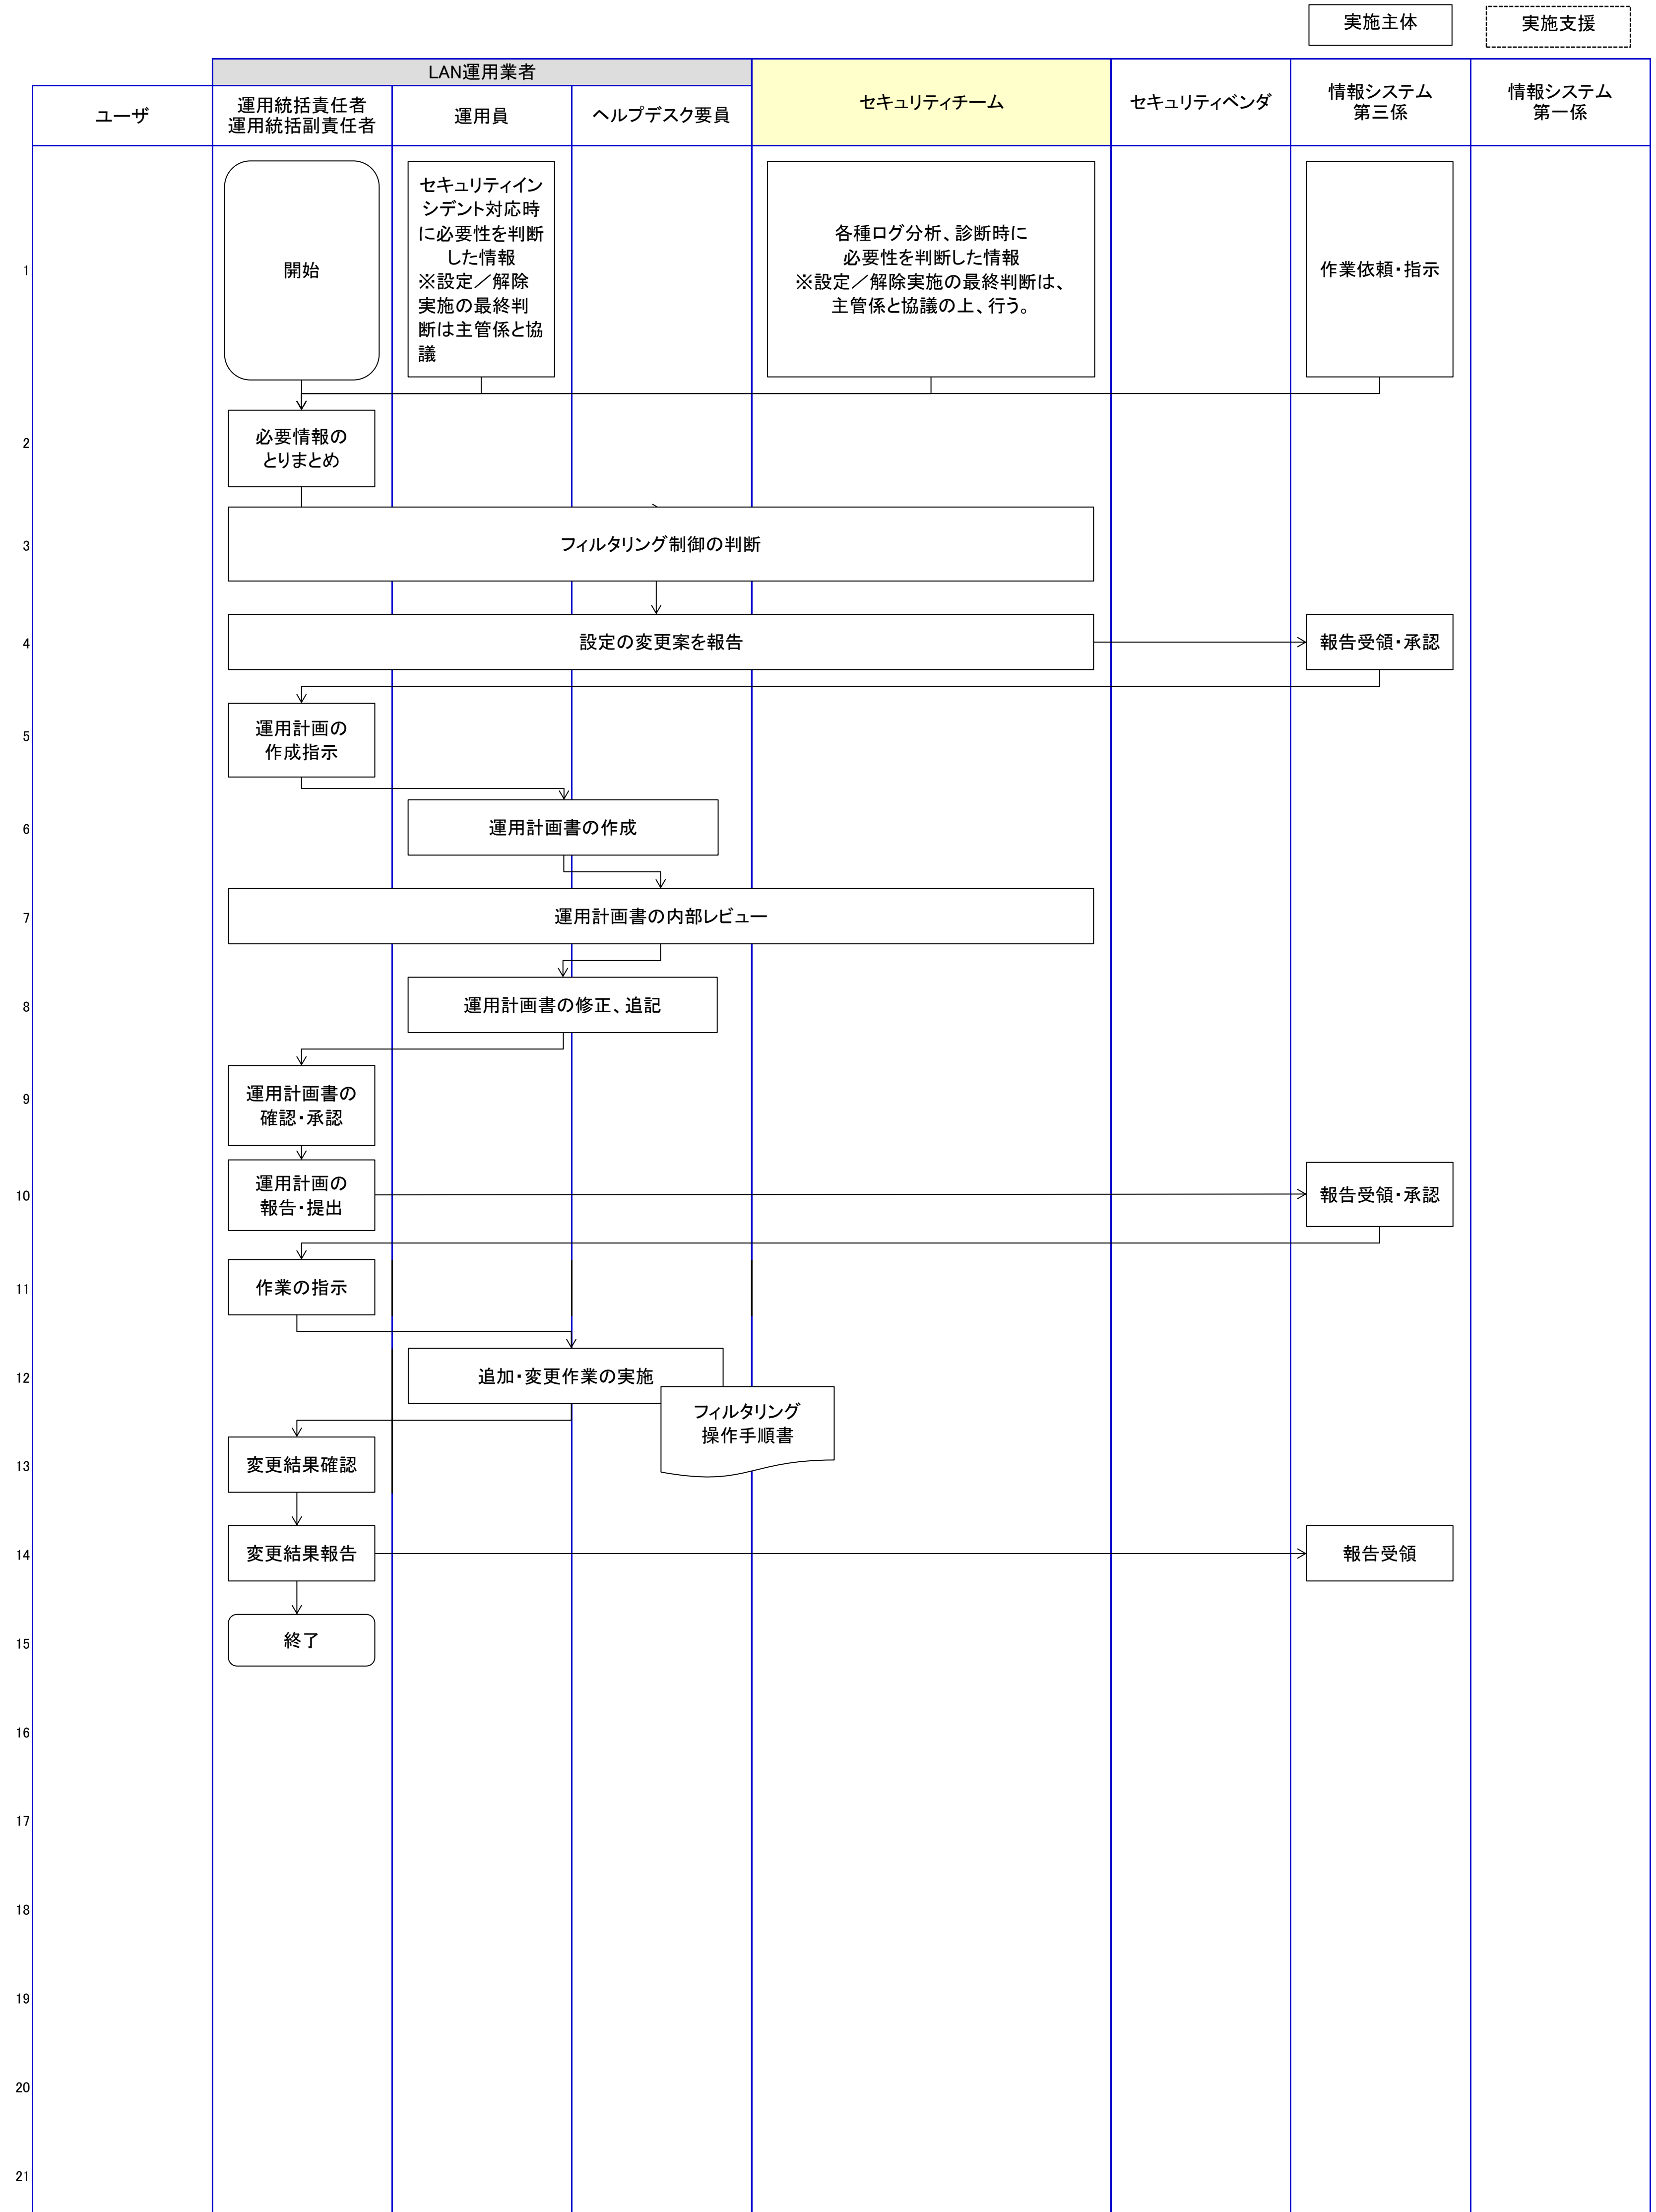 実施主体
実施支援
LAN運用業者
ユーザ
運用統括責任者
運用統括副責任者
運用員
ヘルプデスク要員
セキュリティチーム
セキュリティベンダ
情報システム
第三係
情報システム
第一係
1
開始
セキュリティイン
シデント対応時
に必要性を判断
した情報
※設定／解除
実施の最終判
断は主管係と協
議
各種ログ分析、診断時に
必要性を判断した情報
※設定／解除実施の最終判断は、
主管係と協議の上、行う。
作業依頼・指示
2
必要情報の
とりまとめ
3
フィルタリング制御の判断
4
設定の変更案を報告
報告受領・承認
5
運用計画の
作成指示
6
運用計画書の作成
7
運用計画書の内部レビュー
8
運用計画書の修正、追記
9
運用計画書の
確認・承認
10
運用計画の
報告・提出
報告受領・承認
11
作業の指示
12
追加・変更作業の実施
フィルタリング
操作手順書
13
変更結果確認
14
変更結果報告
報告受領
15
終了
16
17
18
19
20
21